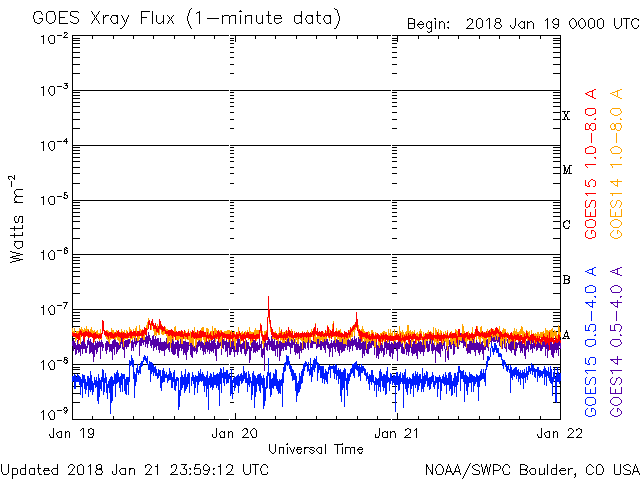 GOES Xray Flux (1-minute data)
Begin: 2018 Jan 19 0000 UTC
10⁻²
10⁻³
10⁻⁴
10⁻⁵
10⁻⁶
10⁻⁷
10⁻⁸
10⁻⁹
Watts m⁻²
X
M
C
B
A
GOES15 1.0-8.0 A
GOES14 1.0-8.0 A
GOES15 0.5-4.0 A
GOES14 0.5-4.0 A
Jan 19
Jan 20
Jan 21
Jan 22
Universal Time
Updated 2018 Jan 21 23:59:12 UTC
NOAA/SWPC Boulder, CO USA